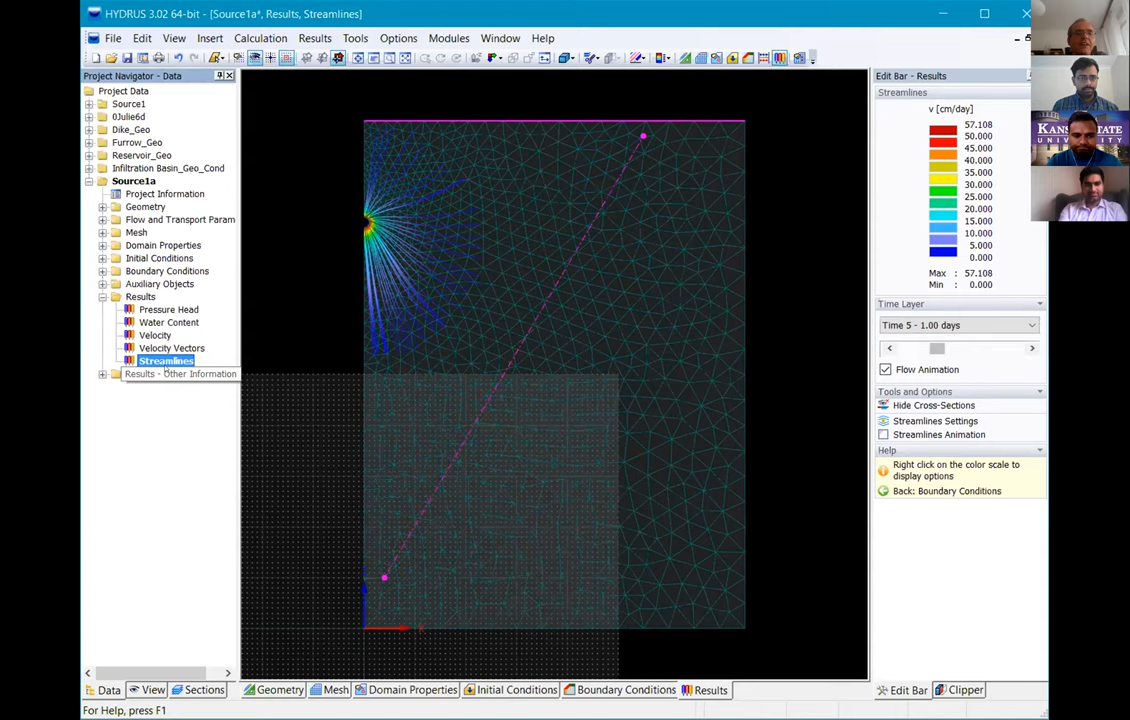 HYDRUS 3.02 64-bit - [Source1a*, Results, Streamlines]
File Edit View Insert Calculation Results Tools Options Modules Window Help
Project Navigator - Data
Project Data
Source1
0Julie6d
Dike_Geo
Furrow_Geo
Reservoir_Geo
Infiltration Basin_Geo_Cond
Source1a
Project Information
Geometry
Flow and Transport Param
Mesh
Domain Properties
Initial Conditions
Boundary Conditions
Auxiliary Objects
Results
Pressure Head
Water Content
Velocity
Velocity Vectors
Streamlines
Results - Other Information
Data View Sections
For Help, press F1
X
Geometry Mesh Domain Properties Initial Conditions Boundary Conditions Results
Edit Bar - Results
Streamlines
v [cm/day]
57.108
50.000
45.000
40.000
35.000
30.000
25.000
20.000
15.000
10.000
5.000
0.000
Max : 57.108
Min : 0.000
Time Layer
Time 5 - 1.00 days
Flow Animation
Tools and Options
Hide Cross-Sections
Streamlines Settings
Streamlines Animation
Help
Right click on the color scale to
display options
Back: Boundary Conditions
Edit Bar Clipper